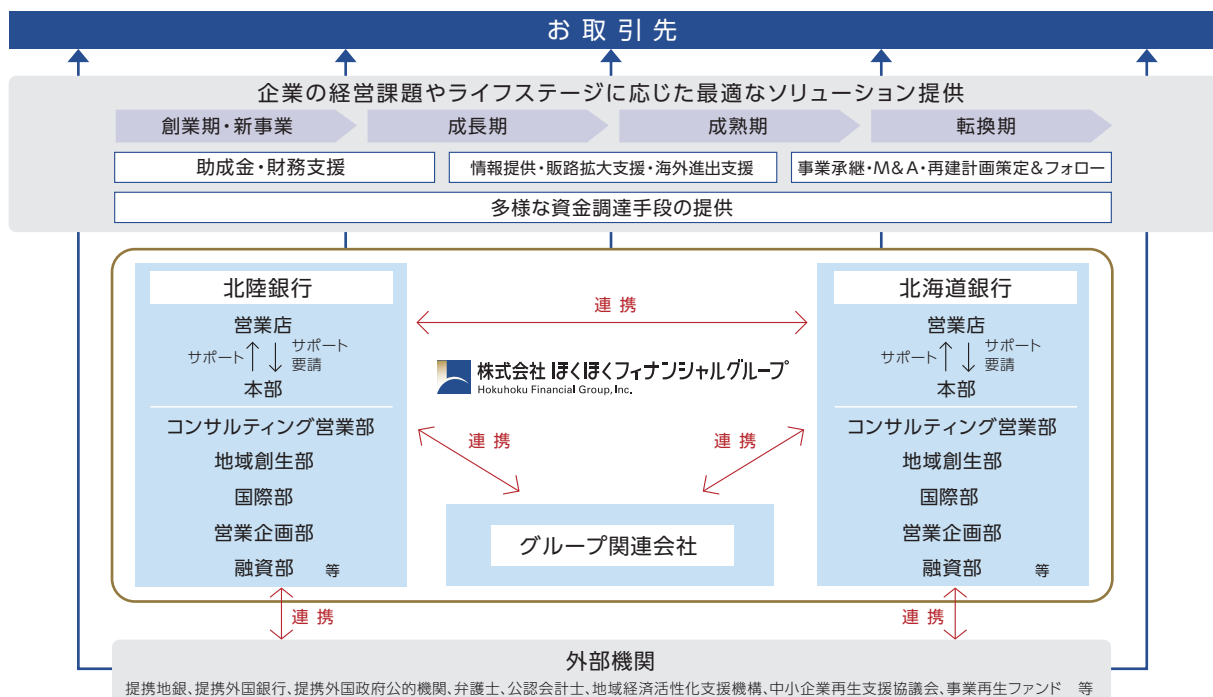 お取引先
企業の経営課題やライフステージに応じた最適なソリューション提供
創業期・新事業
成長期
成熟期
転換期
助成金・財務支援
情報提供・販路拡大支援・海外進出支援
事業承継・M&A・再建計画策定&フォロー
多様な資金調達手段の提供
北陸銀行
営業店
サポート
サポート
要請
本部
コンサルティング営業部
地域創生部
国際部
営業企画部
融資部 等
連携
株式会社 ほくほくフィナンシャルグループ
Hokuhoku Financial Group, Inc.
連携
連携
グループ関連会社
北海道銀行
営業店
サポート
サポート
要請
本部
コンサルティング営業部
地域創生部
国際部
営業企画部
融資部 等
連携
連携
外部機関
提携地銀、提携外国銀行、提携外国政府公的機関、弁護士、公認会計士、地域経済活性化支援機構、中小企業再生支援協議会、事業再生ファンド 等